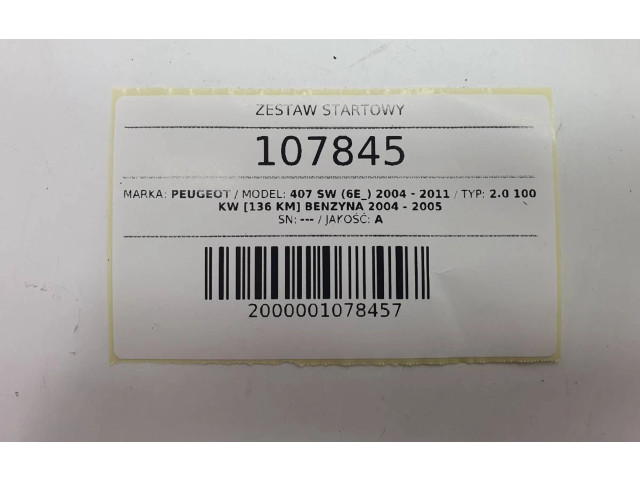 ZESTAW STARTOWY
107845
MARKA: PEUGEOT / MODEL: 407 SW (6E_) 2004 - 2011 / TYP: 2.0 100
KW [136 KM] BENZYNA 2004 - 2005
SN: --- / JAKOŚĆ: A
2000001078457